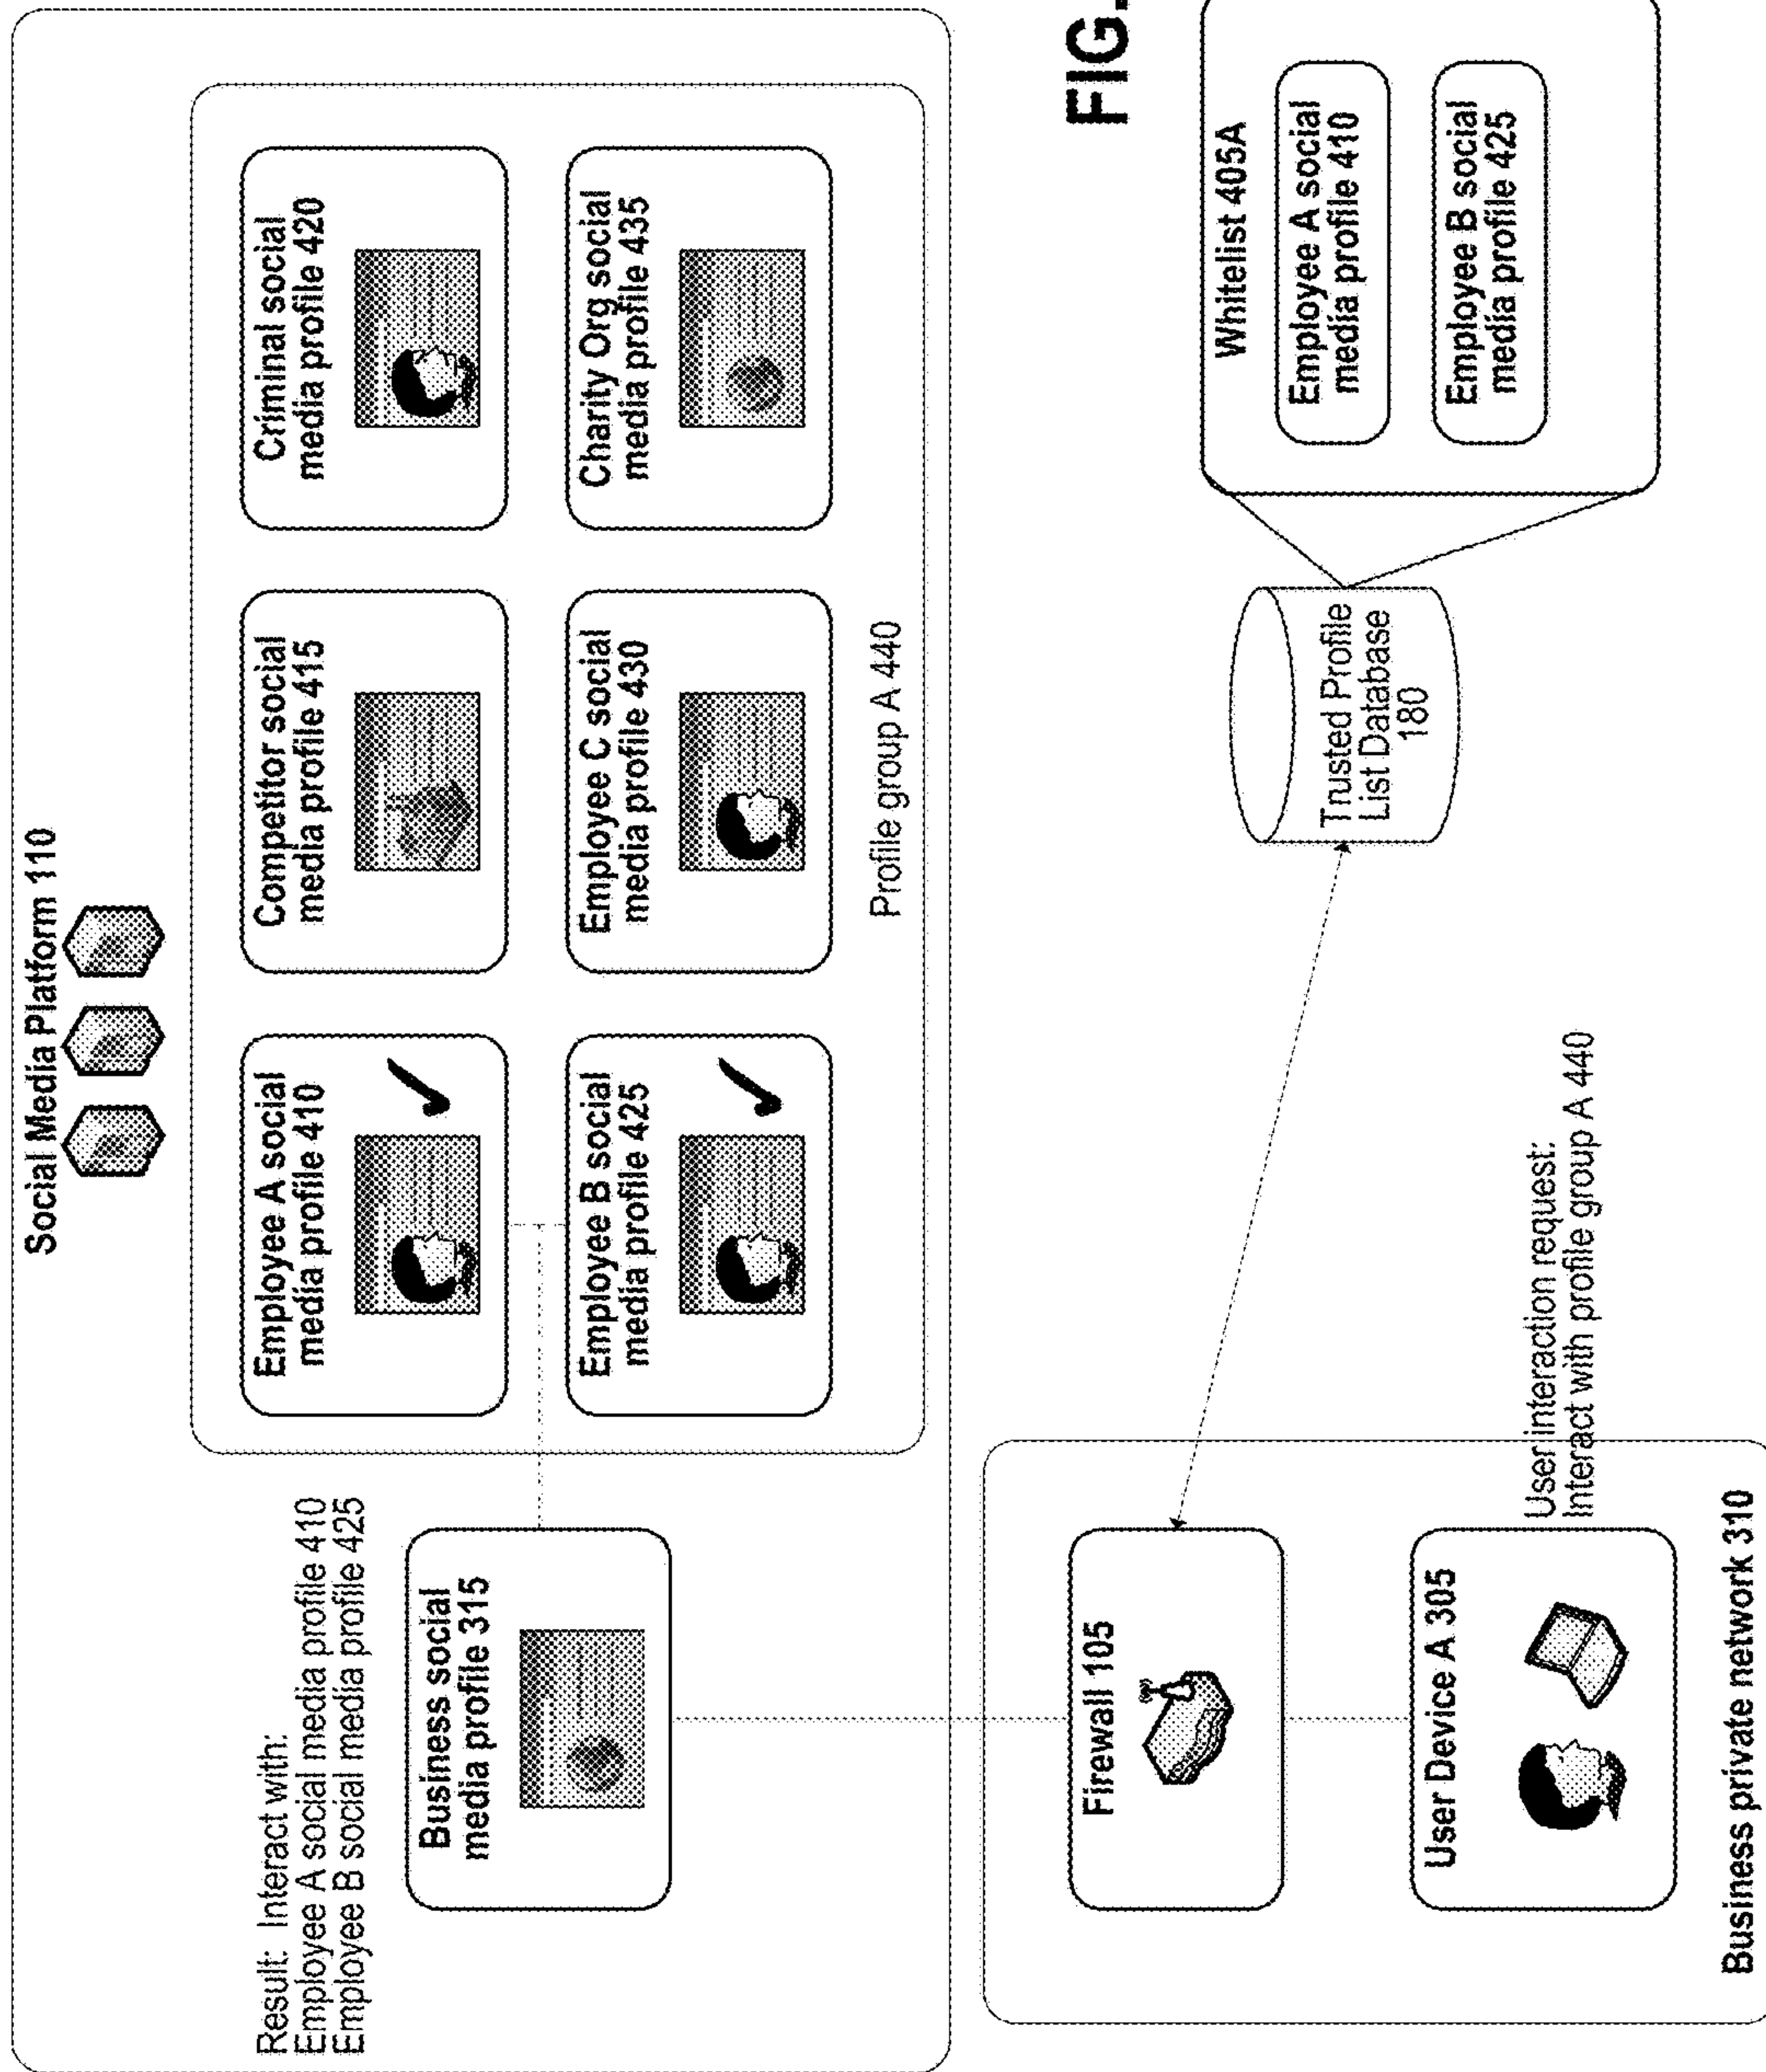 Social Media Platform 110
Result: Interact with:
Employee A social media profile 410
Employee B social media profile 425
Business social
media profile 315
Employee A social
media profile 410
Competitor social
media profile 415
Criminal social
media profile 420
Employee B social
media profile 425
Employee C social
media profile 430
Charity Org social
media profile 435
Profile group A 440
Firewall 105
User Device A 305
User interaction request:
Interact with profile group A 440
Business private network 310
Trusted Profile
List Database
180
FIG.
Whitelist 405A
Employee A social
media profile 410
Employee B social
media profile 425